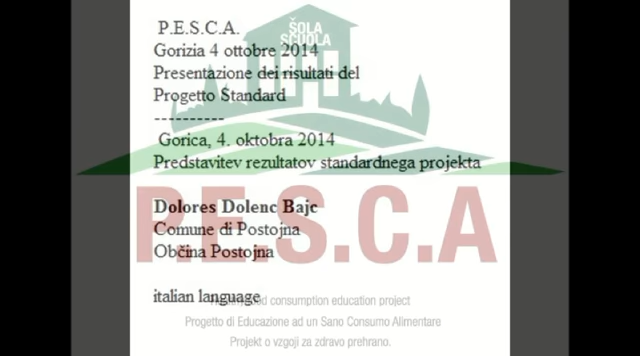 P.E.S.C.A.
ŠOLA
SCUOLA
Gorizia 4 ottobre 2014
Presentazione dei risultati del
Progetto Standard
----------
Gorica, 4. oktobra 2014
Predstavitev rezultatov standardnega projekta
P.E.S.C.A
Dolores Dolenc Bajc
Comune di Postojna
Občina Postojna
italian language
consumption education project
Progetto di Educazione ad un Sano Consumo Alimentare
Projekt o vzgoji za zdravo prehrano.